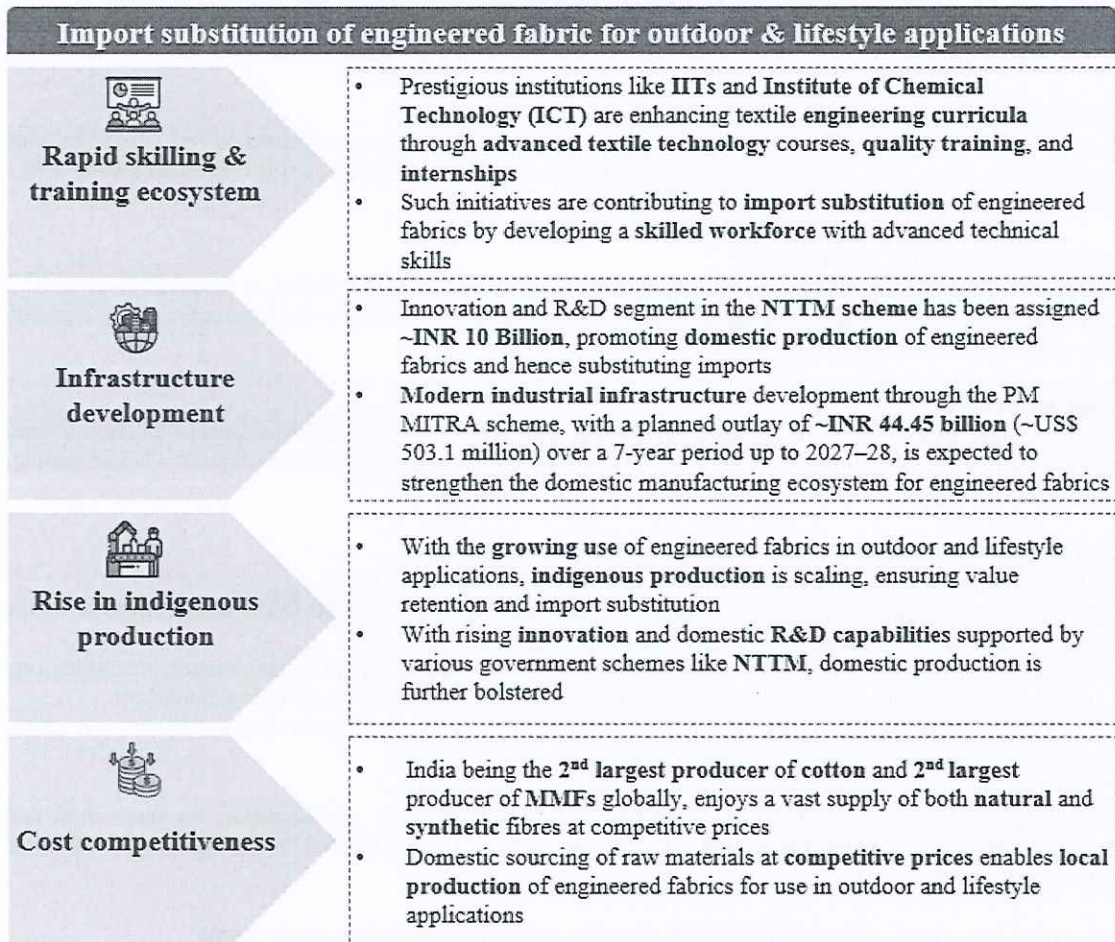 Import substitution of engineered fabric for outdoor & lifestyle applications
Rapid skilling &
training ecosystem
• Prestigious institutions like IITs and Institute of Chemical
Technology (ICT) are enhancing textile engineering curricula
through advanced textile technology courses, quality training, and
internships
• Such initiatives are contributing to import substitution of engineered
fabrics by developing a skilled workforce with advanced technical
skills
Infrastructure
development
• Innovation and R&D segment in the NTTM scheme has been assigned
~INR 10 Billion, promoting domestic production of engineered
fabrics and hence substituting imports
• Modern industrial infrastructure development through the PM
MITRA scheme, with a planned outlay of ~INR 44.45 billion (~US$
503.1 million) over a 7-year period up to 2027–28, is expected to
strengthen the domestic manufacturing ecosystem for engineered fabrics
Rise in indigenous
production
• With the growing use of engineered fabrics in outdoor and lifestyle
applications, indigenous production is scaling, ensuring value
retention and import substitution
• With rising innovation and domestic R&D capabilities supported by
various government schemes like NTTM, domestic production is
further bolstered
Cost competitiveness
• India being the 2nd largest producer of cotton and 2nd largest
producer of MMFs globally, enjoys a vast supply of both natural and
synthetic fibres at competitive prices
• Domestic sourcing of raw materials at competitive prices enables local
production of engineered fabrics for use in outdoor and lifestyle
applications